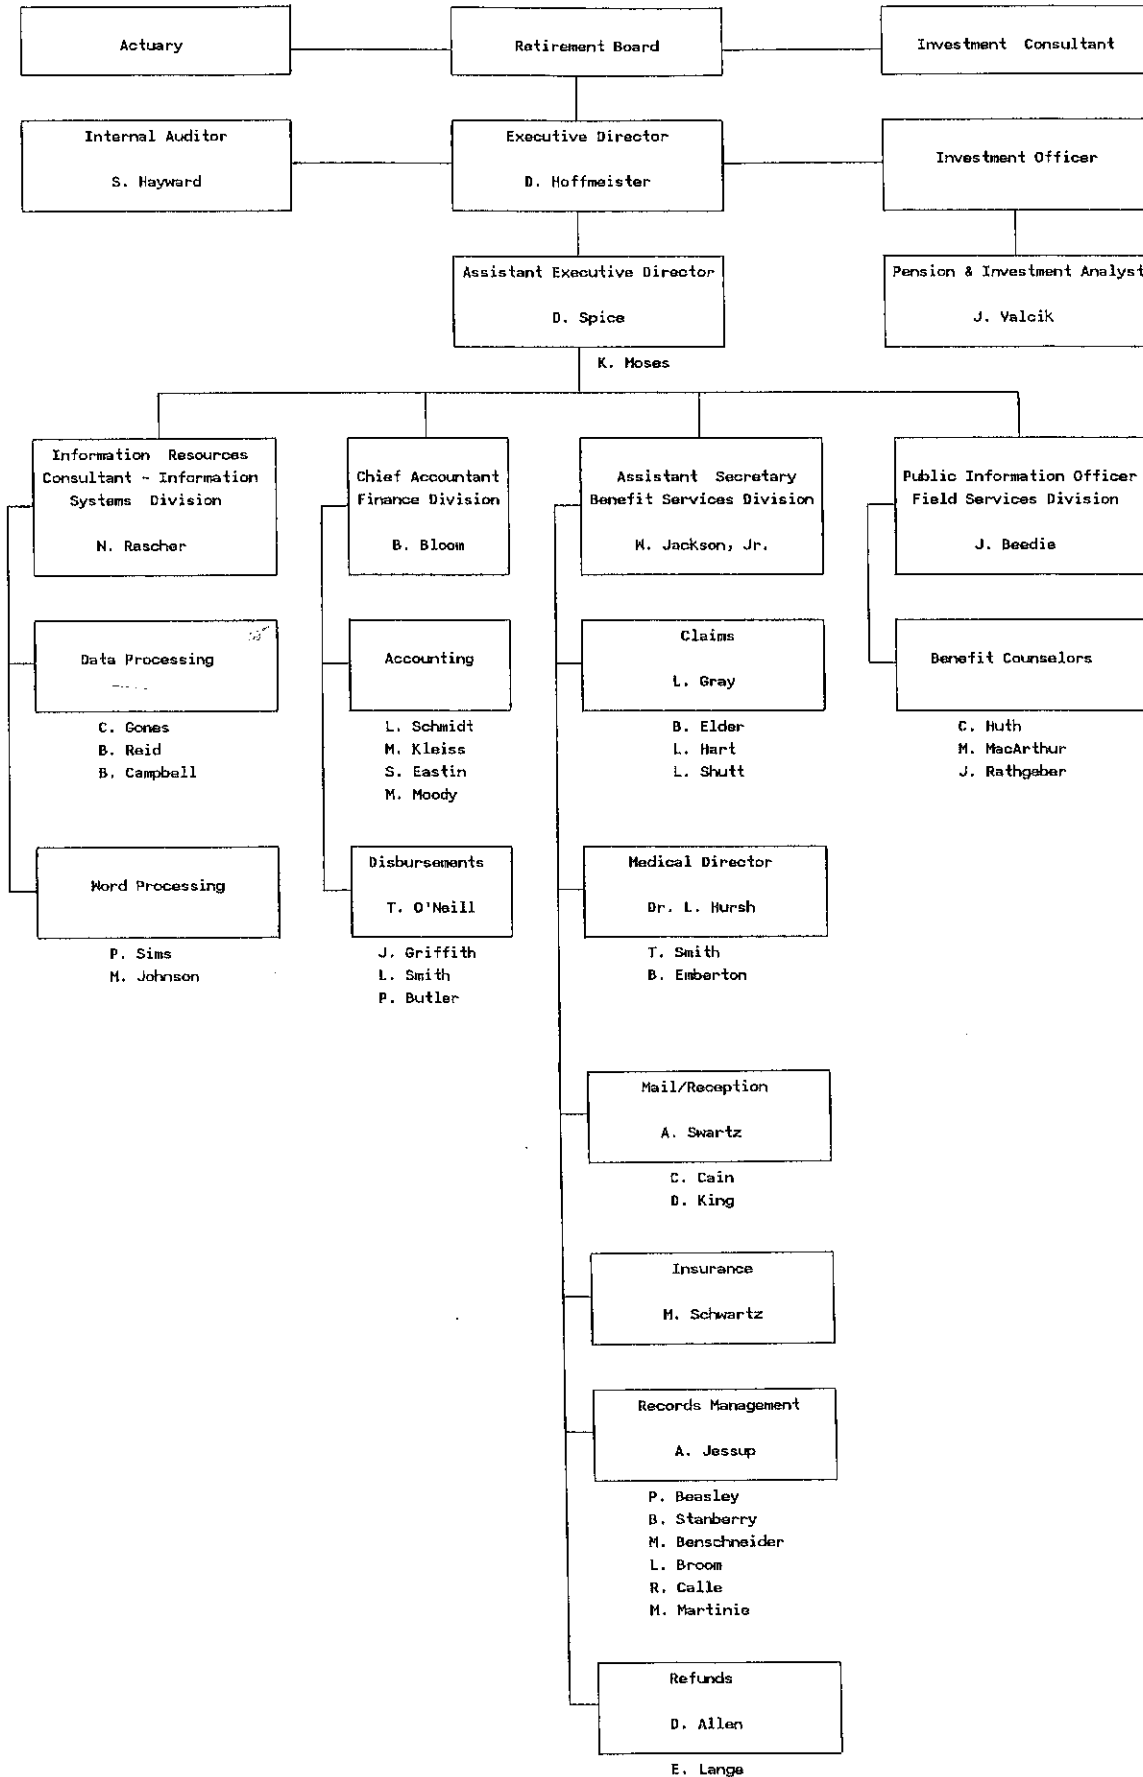 Actuary
Retirement Board
Investment Consultant
Internal Auditor
S. Hayward
Executive Director
D. Hoffmeister
Investment Officer
Assistant Executive Director
D. Spice
Pension & Investment Analyst
J. Valcik
K. Moses
Information Resources
Consultant - Information
Systems Division
N. Rascher
Chief Accountant
Finance Division
B. Bloom
Assistant Secretary
Benefit Services Division
W. Jackson, Jr.
Public Information Officer
Field Services Division
J. Beedie
Data Processing
C. Gones
B. Reid
B. Campbell
Accounting
L. Schmidt
M. Kleiss
S. Eastin
M. Moody
Claims
L. Gray
B. Elder
L. Hart
L. Shutt
Benefit Counselors
C. Huth
M. MacArthur
J. Rathgeber
Word Processing
P. Sims
M. Johnson
Disbursements
T. O'Neill
J. Griffith
L. Smith
P. Butler
Medical Director
Dr. L. Hursh
T. Smith
B. Emberton
Mail/Reception
A. Swartz
C. Cain
D. King
Insurance
M. Schwartz
Records Management
A. Jessup
P. Beasley
B. Stanberry
M. Benschneider
L. Broom
R. Calle
M. Martinie
Refunds
D. Allen
E. Lange